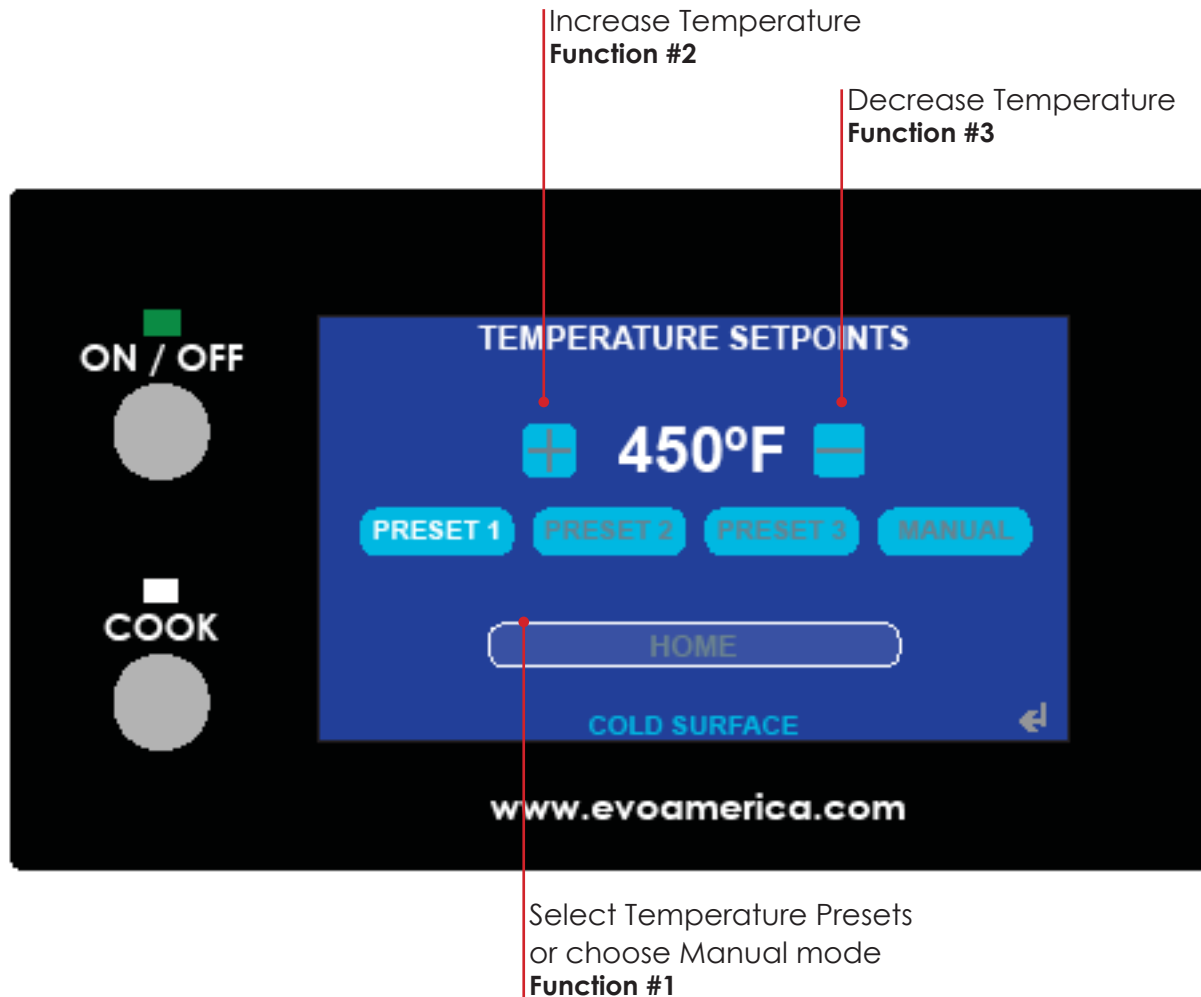 Increase Temperature
Function #2
Decrease Temperature
Function #3
ON / OFF
TEMPERATURE SETPOINTS
+ 450ºF −
PRESET 1 PRESET 2 PRESET 3 MANUAL
COOK
HOME
COLD SURFACE
www.evoamerica.com
Select Temperature Presets
or choose Manual mode
Function #1